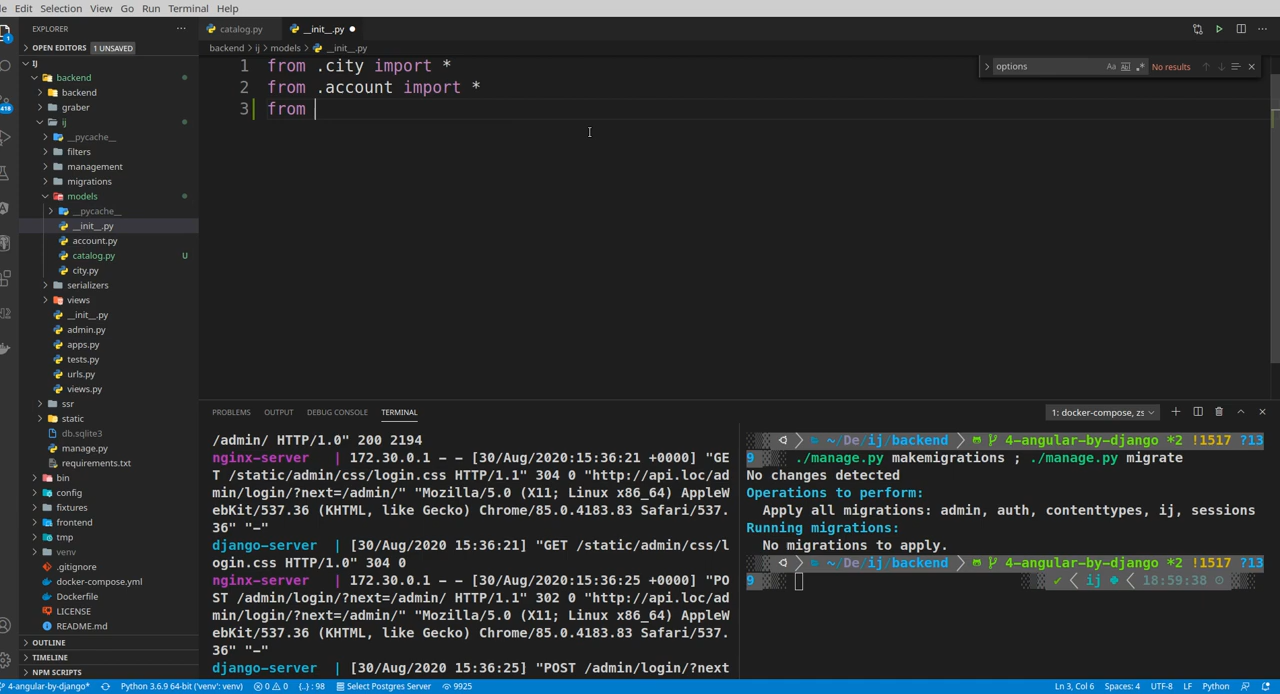 le Edit Selection View Go Run Terminal Help
EXPLORER
catalog.py
__init__.py
OPEN EDITORS 1 UNSAVED
backend › ij › models › __init__.py
IJ
backend
backend
graber
ij
__pycache__
filters
management
migrations
models
__pycache__
__init__.py
account.py
catalog.py U
city.py
serializers
views
__init__.py
admin.py
apps.py
tests.py
urls.py
views.py
ssr
static
db.sqlite3
manage.py
requirements.txt
bin
config
fixtures
frontend
tmp
venv
.gitignore
docker-compose.yml
Dockerfile
LICENSE
README.md
OUTLINE
TIMELINE
NPM SCRIPTS
1
418
1 from .city import *
2 from .account import *
3 from
options Aa Abl .* No results
PROBLEMS OUTPUT DEBUG CONSOLE TERMINAL
1: docker-compose, zs
/admin/ HTTP/1.0" 200 2194
nginx-server | 172.30.0.1 - - [30/Aug/2020:15:36:21 +0000] "GE
T /static/admin/css/login.css HTTP/1.1" 304 0 "http://api.loc/ad
min/login/?next=/admin/" "Mozilla/5.0 (X11; Linux x86_64) AppleW
ebKit/537.36 (KHTML, like Gecko) Chrome/85.0.4183.83 Safari/537.
36" "-"
django-server | [30/Aug/2020 15:36:21] "GET /static/admin/css/l
ogin.css HTTP/1.0" 304 0
nginx-server | 172.30.0.1 - - [30/Aug/2020:15:36:25 +0000] "PO
ST /admin/login/?next=/admin/ HTTP/1.1" 302 0 "http://api.loc/ad
min/login/?next=/admin/" "Mozilla/5.0 (X11; Linux x86_64) AppleW
ebKit/537.36 (KHTML, like Gecko) Chrome/85.0.4183.83 Safari/537.
36" "-"
django-server | [30/Aug/2020 15:36:25] "POST /admin/login/?next
~/De/ij/backend 4-angular-by-django *2 !1517 ?13
9 ./manage.py makemigrations ; ./manage.py migrate
No changes detected
Operations to perform:
Apply all migrations: admin, auth, contenttypes, ij, sessions
Running migrations:
No migrations to apply.
~/De/ij/backend 4-angular-by-django *2 !1517 ?13
9 ✓ ij 18:59:38
4-angular-by-django* Python 3.6.9 64-bit ('venv': venv) 0 0 {..} : 98 Select Postgres Server 9925 Ln 3, Col 6 Spaces: 4 UTF-8 LF Python